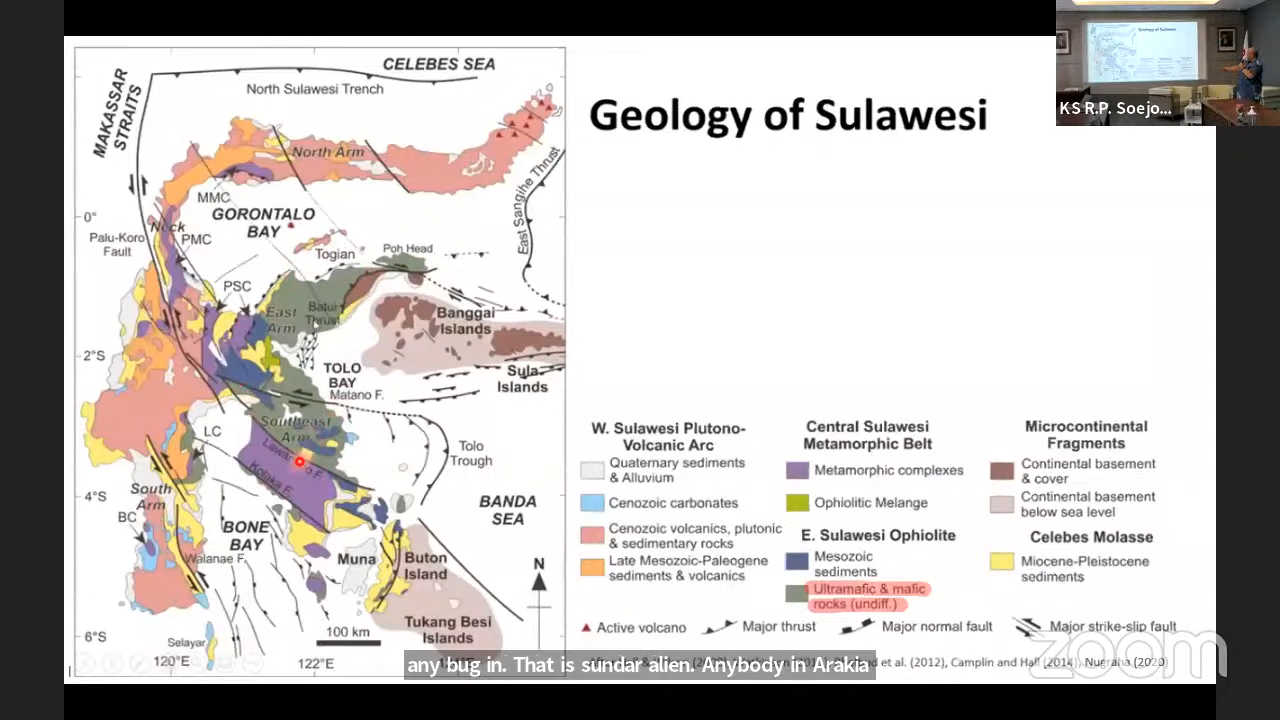 Geology of Sulawesi
KS R.P. Soejo...
CELEBES SEA
MAKASSAR
STRAITS
North Sulawesi Trench
North Arm
East Sangihe Thrust
MMC
0°
GORONTALO
BAY
Neck
Palu-Koro
Fault
PMC
Togian
Poh Head
PSC
East
Arm
Batui
Thrust
Banggai
Islands
2°S
TOLO
BAY
Matano F.
Sula
Islands
LC
Southeast
Arm
Kolaka F.
Tolo
Trough
4°S
South
Arm
BC
BONE
BAY
BANDA
SEA
Walanae F.
Muna
Buton
Island
N
Tukang Besi
Islands
6°S
Selayar
100 km
120°E
122°E
W. Sulawesi Plutono-
Volcanic Arc
Quaternary sediments
& Alluvium
Cenozoic carbonates
Cenozoic volcanics, plutonic
& sedimentary rocks
Late Mesozoic-Paleogene
sediments & volcanics
Central Sulawesi
Metamorphic Belt
Metamorphic complexes
Ophiolitic Melange
E. Sulawesi Ophiolite
Mesozoic
sediments
Ultramafic & mafic
rocks (undiff.)
Microcontinental
Fragments
Continental basement
& cover
Continental basement
below sea level
Celebes Molasse
Miocene-Pleistocene
sediments
Active volcano
Major thrust
Major normal fault
Major strike-slip fault
et al. (2012), Camplin and Hall (2014), Nugraha (2020)
any bug in. That is sundar alien. Anybody in Arakia
zoom